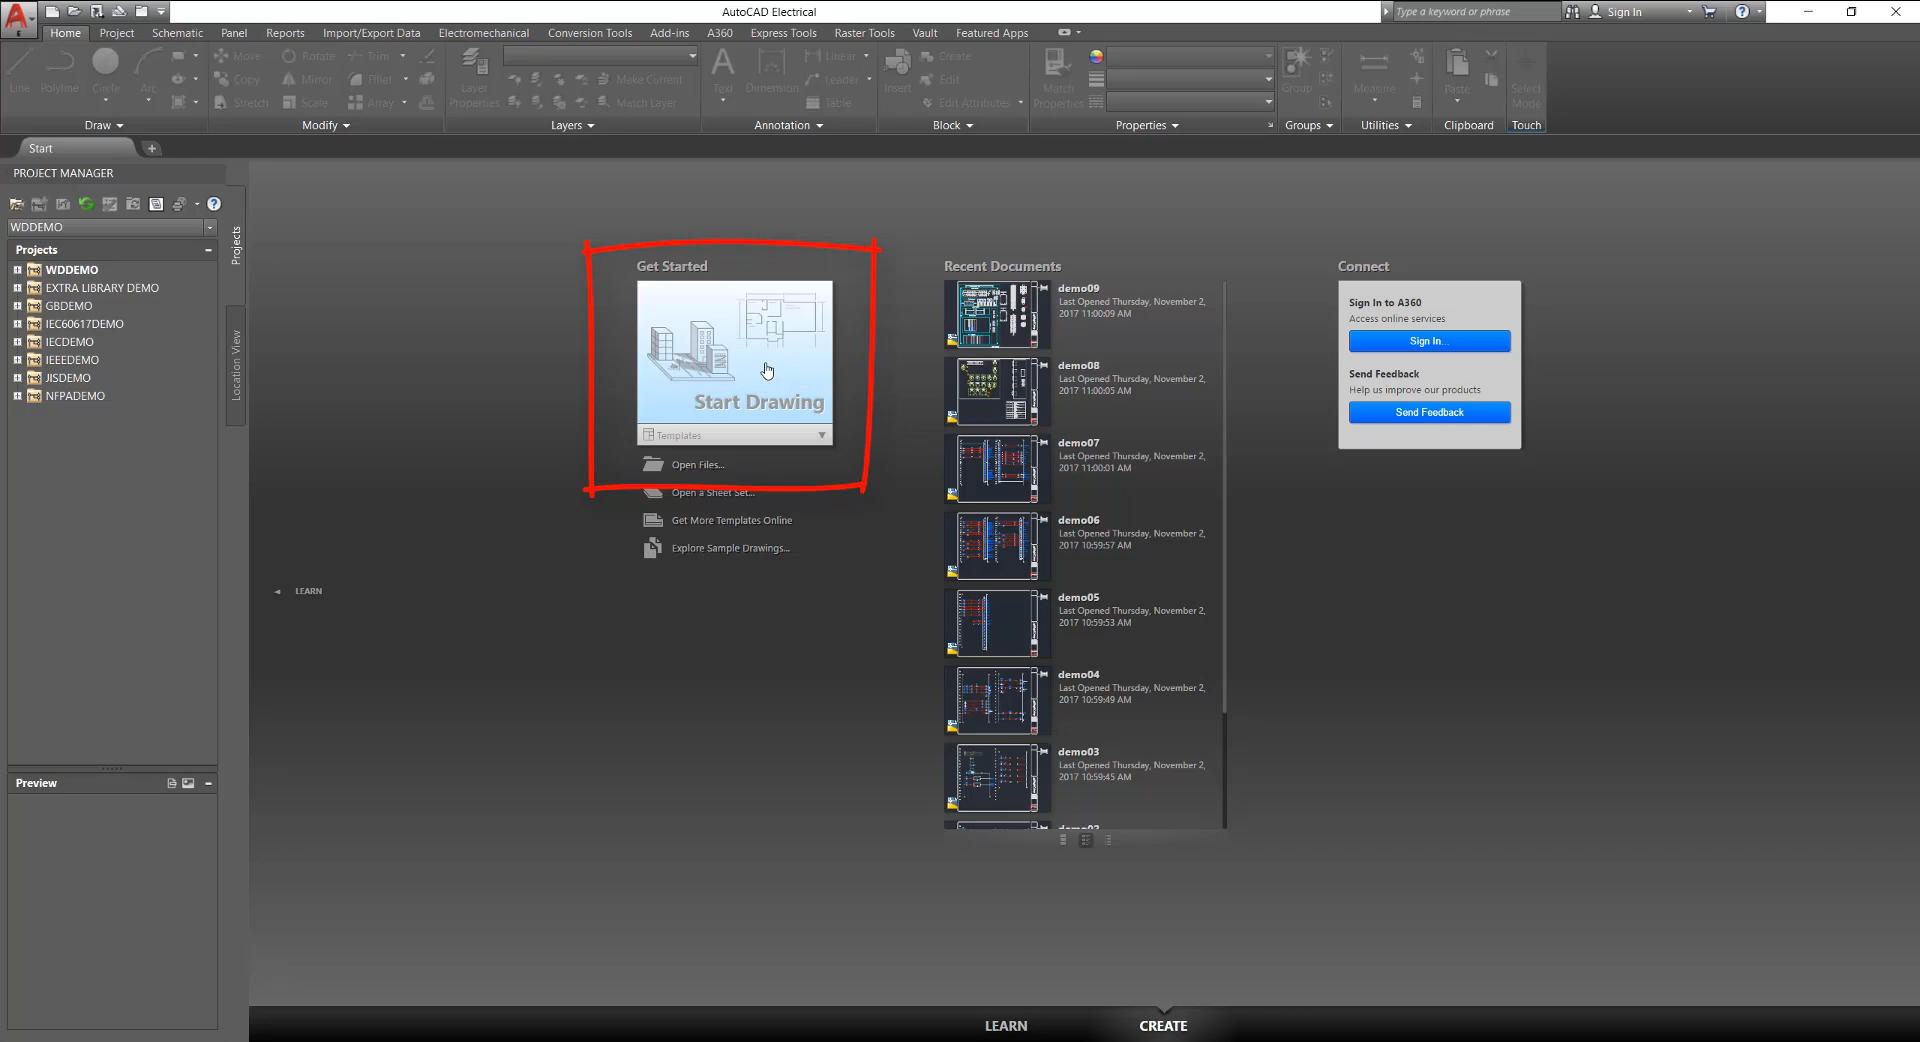 AutoCAD Electrical
Type a keyword or phrase
Sign In
Home
Project
Schematic
Panel
Reports
Import/Export Data
Electromechanical
Conversion Tools
Add-ins
A360
Express Tools
Raster Tools
Vault
Featured Apps
Line
Polyline
Circle
Arc
Move
Copy
Stretch
Rotate
Mirror
Scale
Trim
Fillet
Array
Layer
Properties
Make Current
Match Layer
Text
Dimension
Linear
Leader
Table
Insert
Create
Edit
Edit Attributes
Match
Properties
Group
Measure
Paste
Select
Mode
Draw
Modify
Layers
Annotation
Block
Properties
Groups
Utilities
Clipboard
Touch
Start
PROJECT MANAGER
WDDEMO
Projects
WDDEMO
EXTRA LIBRARY DEMO
GBDEMO
IEC60617DEMO
IECDEMO
IEEEDEMO
JISDEMO
NFPADEMO
Projects
Location View
Preview
LEARN
Get Started
Start Drawing
Templates
Open Files...
Open a Sheet Set...
Get More Templates Online
Explore Sample Drawings...
Recent Documents
demo09
Last Opened Thursday, November 2,
2017 11:00:09 AM
demo08
Last Opened Thursday, November 2,
2017 11:00:05 AM
demo07
Last Opened Thursday, November 2,
2017 11:00:01 AM
demo06
Last Opened Thursday, November 2,
2017 10:59:57 AM
demo05
Last Opened Thursday, November 2,
2017 10:59:53 AM
demo04
Last Opened Thursday, November 2,
2017 10:59:49 AM
demo03
Last Opened Thursday, November 2,
2017 10:59:45 AM
Connect
Sign In to A360
Access online services
Sign In...
Send Feedback
Help us improve our products
Send Feedback
LEARN
CREATE